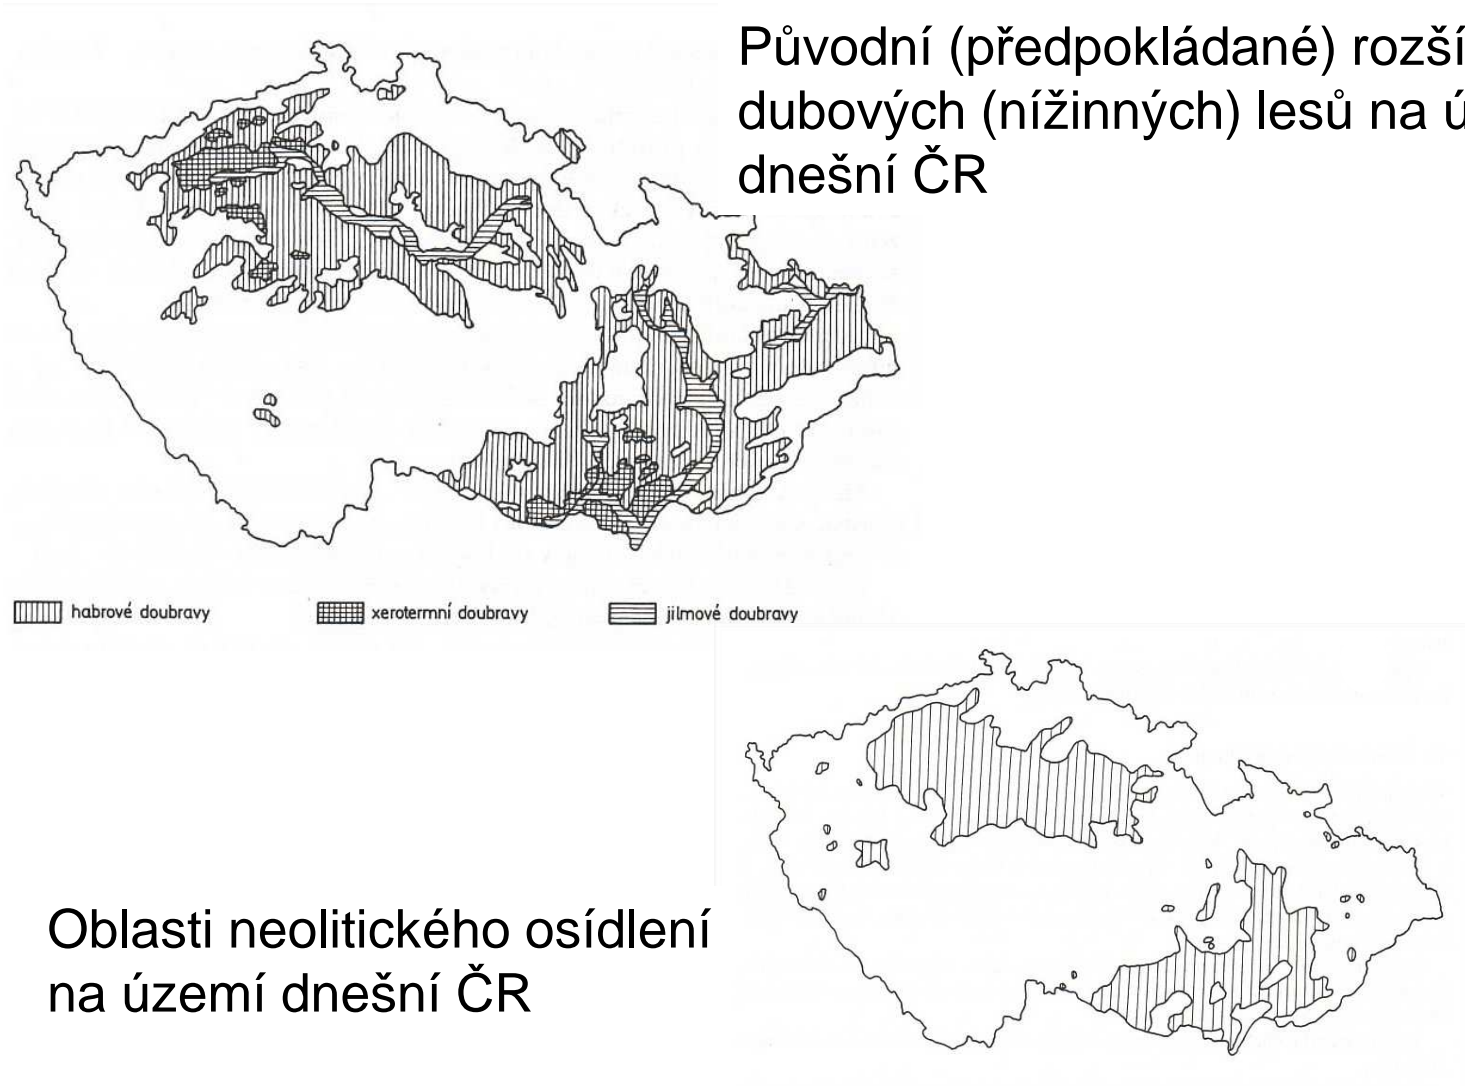 Původní (předpokládané) rozší
dubových (nížinných) lesů na ú
dnešní ČR
habrové doubravy
xerotermní doubravy
jilmové doubravy
Oblasti neolitického osídlení
na území dnešní ČR